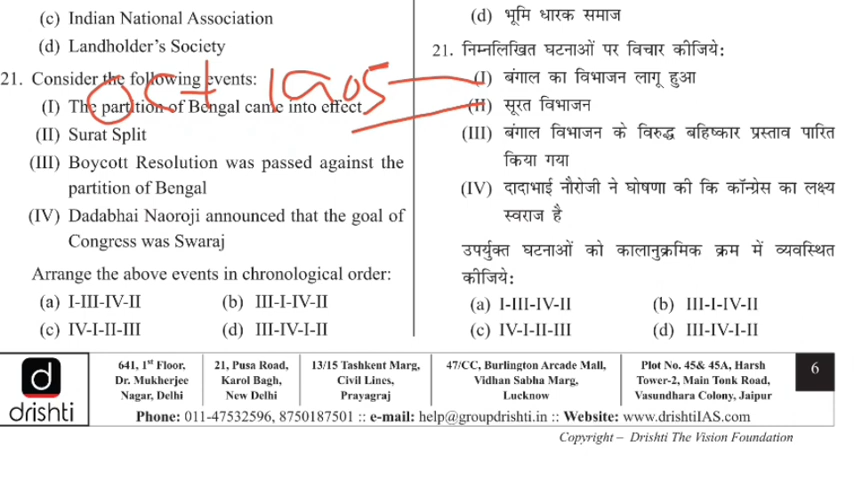 (c) Indian National Association
(d) Landholder's Society
21. Consider the following events:
(I) The partition of Bengal came into effect
(II) Surat Split
(III) Boycott Resolution was passed against the
partition of Bengal
(IV) Dadabhai Naoroji announced that the goal of
Congress was Swaraj
Arrange the above events in chronological order:
(a) I-III-IV-II (b) III-I-IV-II
(c) IV-I-II-III (d) III-IV-I-II
Oct 1905
(d) भूमि धारक समाज
21. निम्नलिखित घटनाओं पर विचार कीजिये:
(I) बंगाल का विभाजन लागू हुआ
(II) सूरत विभाजन
(III) बंगाल विभाजन के विरुद्ध बहिष्कार प्रस्ताव पारित
किया गया
(IV) दादाभाई नौरोजी ने घोषणा की कि कॉन्ग्रेस का लक्ष्य
स्वराज है
उपर्युक्त घटनाओं को कालानुक्रमिक क्रम में व्यवस्थित
कीजिये:
(a) I-III-IV-II (b) III-I-IV-II
(c) IV-I-II-III (d) III-IV-I-II
d
drishti
641, 1st Floor,
Dr. Mukherjee
Nagar, Delhi
21, Pusa Road,
Karol Bagh,
New Delhi
13/15 Tashkent Marg,
Civil Lines,
Prayagraj
47/CC, Burlington Arcade Mall,
Vidhan Sabha Marg,
Lucknow
Plot No. 45& 45A, Harsh
Tower-2, Main Tonk Road,
Vasundhara Colony, Jaipur
6
Phone: 011-47532596, 8750187501 :: e-mail: help@groupdrishti.in :: Website: www.drishtiIAS.com
Copyright – Drishti The Vision Foundation